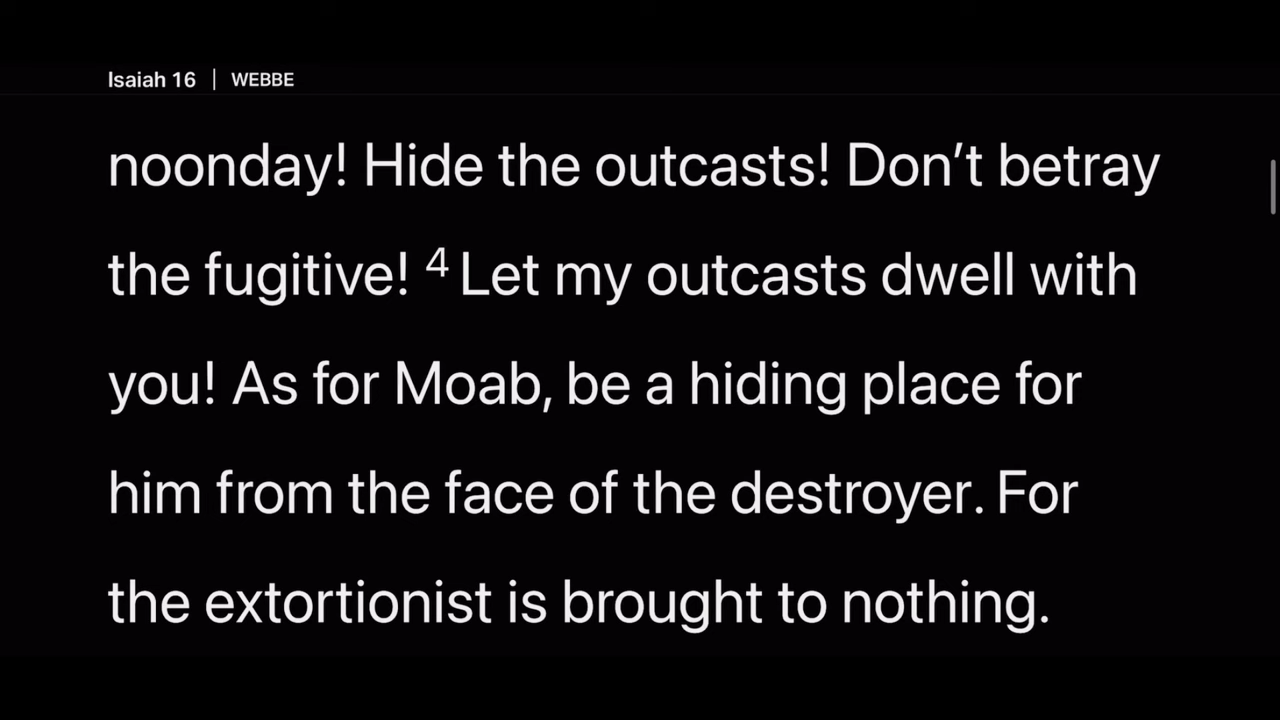 Isaiah 16 | WEBBE
noonday! Hide the outcasts! Don’t betray
the fugitive! 4 Let my outcasts dwell with
you! As for Moab, be a hiding place for
him from the face of the destroyer. For
the extortionist is brought to nothing.